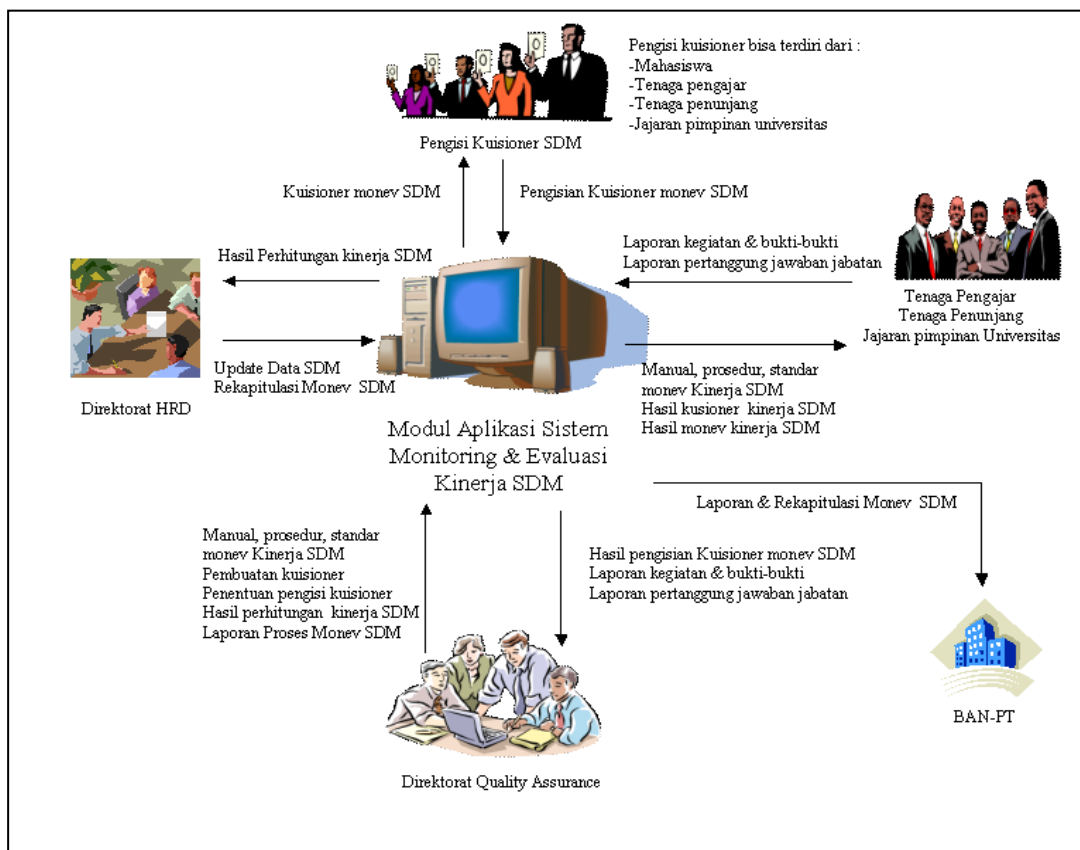 Pengisi kuisioner bisa terdiri dari :
-Mahasiswa
-Tenaga pengajar
-Tenaga penunjang
-Jajaran pimpinan universitas
Pengisi Kuisioner SDM
Kuisioner monev SDM
Pengisian Kuisioner monev SDM
Hasil Perhitungan kinerja SDM
Laporan kegiatan & bukti-bukti
Laporan pertanggung jawaban jabatan
Tenaga Pengajar
Tenaga Penunjang
Jajaran pimpinan Universitas
Update Data SDM
Rekapitulasi Monev SDM
Direktorat HRD
Manual, prosedur, standar
monev Kinerja SDM
Hasil kusioner kinerja SDM
Hasil monev kinerja SDM
Modul Aplikasi Sistem
Monitoring & Evaluasi
Kinerja SDM
Laporan & Rekapitulasi Monev SDM
Manual, prosedur, standar
monev Kinerja SDM
Pembuatan kuisioner
Penentuan pengisi kuisioner
Hasil perhitungan kinerja SDM
Laporan Proses Monev SDM
Hasil pengisian Kuisioner monev SDM
Laporan kegiatan & bukti-bukti
Laporan pertanggung jawaban jabatan
BAN-PT
Direktorat Quality Assurance